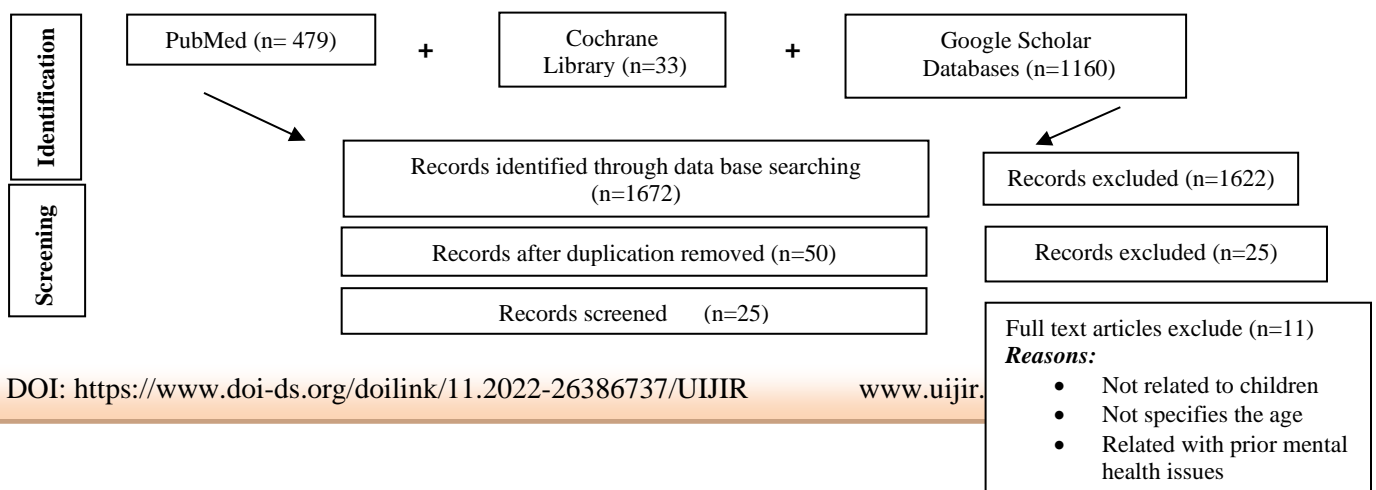 Identification
PubMed (n= 479)
+
Cochrane
Library (n=33)
+
Google Scholar
Databases (n=1160)
Records identified through data base searching
(n=1672)
Records excluded (n=1622)
Screening
Records after duplication removed (n=50)
Records excluded (n=25)
Records screened (n=25)
Full text articles exclude (n=11)
Reasons:
• Not related to children
• Not specifies the age
• Related with prior mental
health issues
DOI: https://www.doi-ds.org/doilink/11.2022-26386737/UIJIR www.uijir.